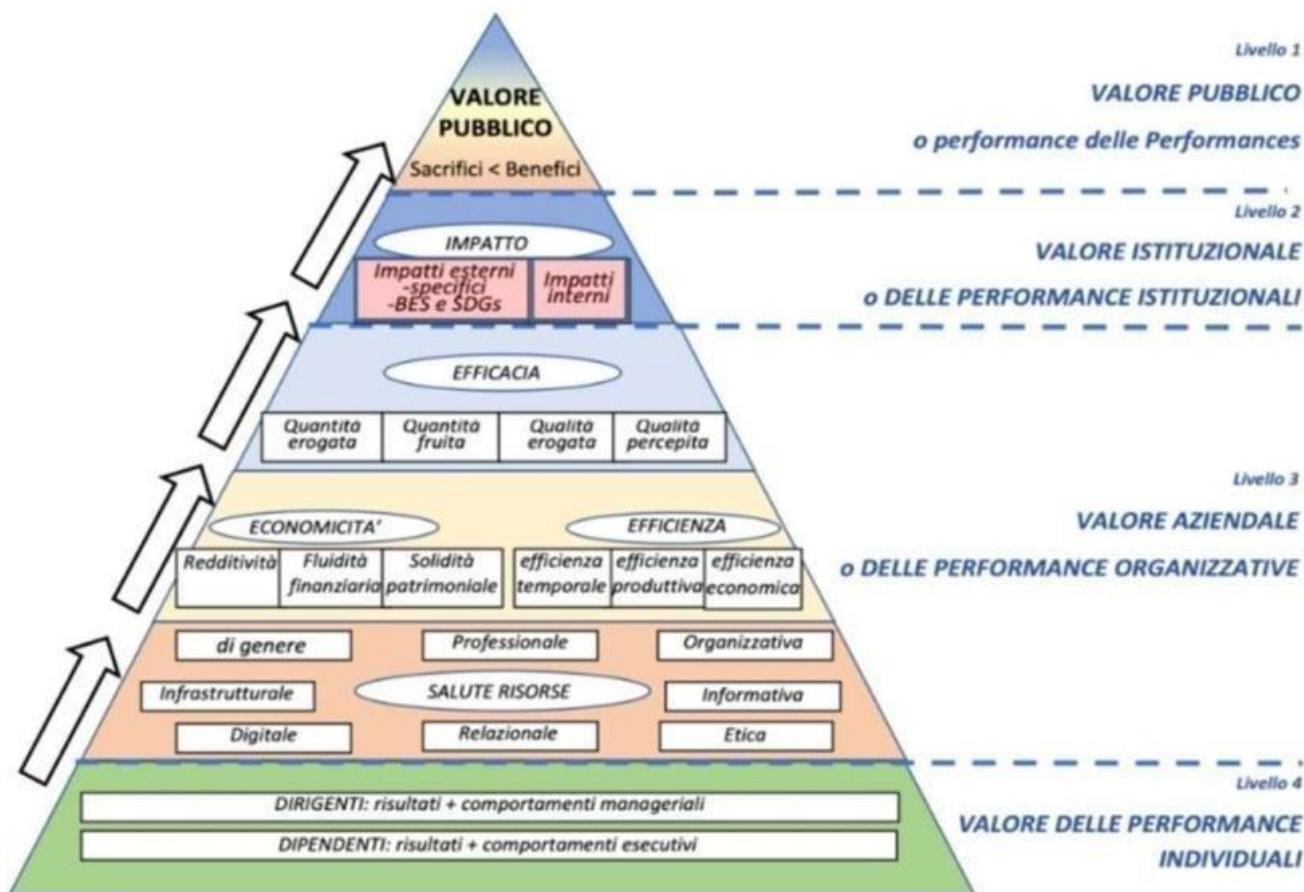 Livello 1
VALORE PUBBLICO
o performance delle Performances
VALORE
PUBBLICO
Sacrifici < Benefici
Livello 2
VALORE ISTITUZIONALE
o DELLE PERFORMANCE ISTITUZIONALI
IMPATTO
Impatti esterni
-specifici
-BES e SDGs
Impatti
interni
EFFICACIA
Quantità
erogata
Quantità
fruita
Qualità
erogata
Qualità
percepita
Livello 3
VALORE AZIENDALE
o DELLE PERFORMANCE ORGANIZZATIVE
ECONOMICITA'
EFFICIENZA
Redditività
Fluidità
finanziaria
Solidità
patrimoniale
efficienza
temporale
efficienza
produttiva
efficienza
economica
di genere
Professionale
Organizzativa
Infrastrutturale
SALUTE RISORSE
Informativa
Digitale
Relazionale
Etica
Livello 4
VALORE DELLE PERFORMANCE
INDIVIDUALI
DIRIGENTI: risultati + comportamenti manageriali
DIPENDENTI: risultati + comportamenti esecutivi